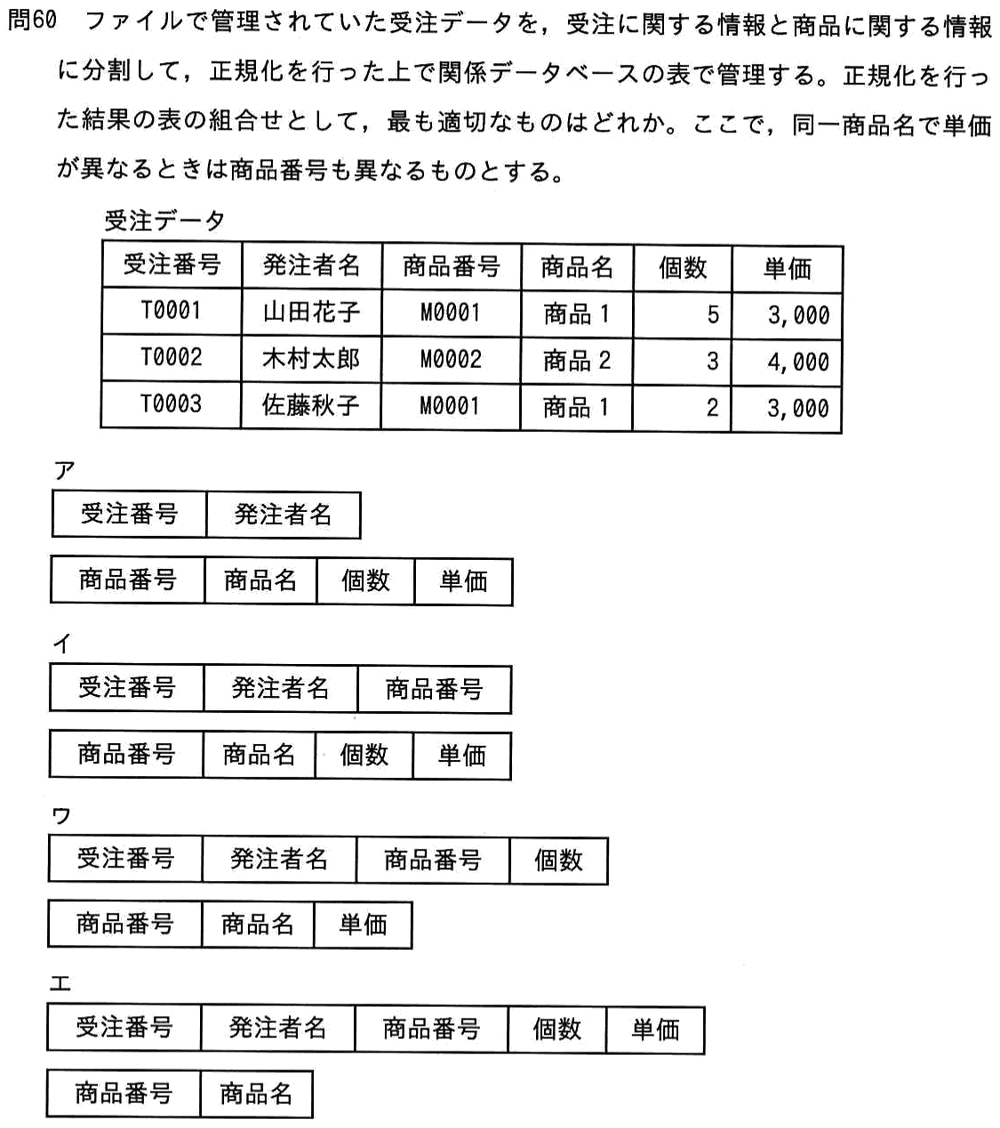 問60　ファイルで管理されていた受注データを，受注に関する情報と商品に関する情報
に分割して，正規化を行った上で関係データベースの表で管理する。正規化を行っ
た結果の表の組合せとして，最も適切なものはどれか。ここで，同一商品名で単価
が異なるときは商品番号も異なるものとする。
受注データ
受注番号 発注者名 商品番号 商品名 個数 単価
T0001 山田花子 M0001 商品1 5 3,000
T0002 木村太郎 M0002 商品2 3 4,000
T0003 佐藤秋子 M0001 商品1 2 3,000
ア
受注番号 発注者名
商品番号 商品名 個数 単価
イ
受注番号 発注者名 商品番号
商品番号 商品名 個数 単価
ウ
受注番号 発注者名 商品番号 個数
商品番号 商品名 単価
エ
受注番号 発注者名 商品番号 個数 単価
商品番号 商品名